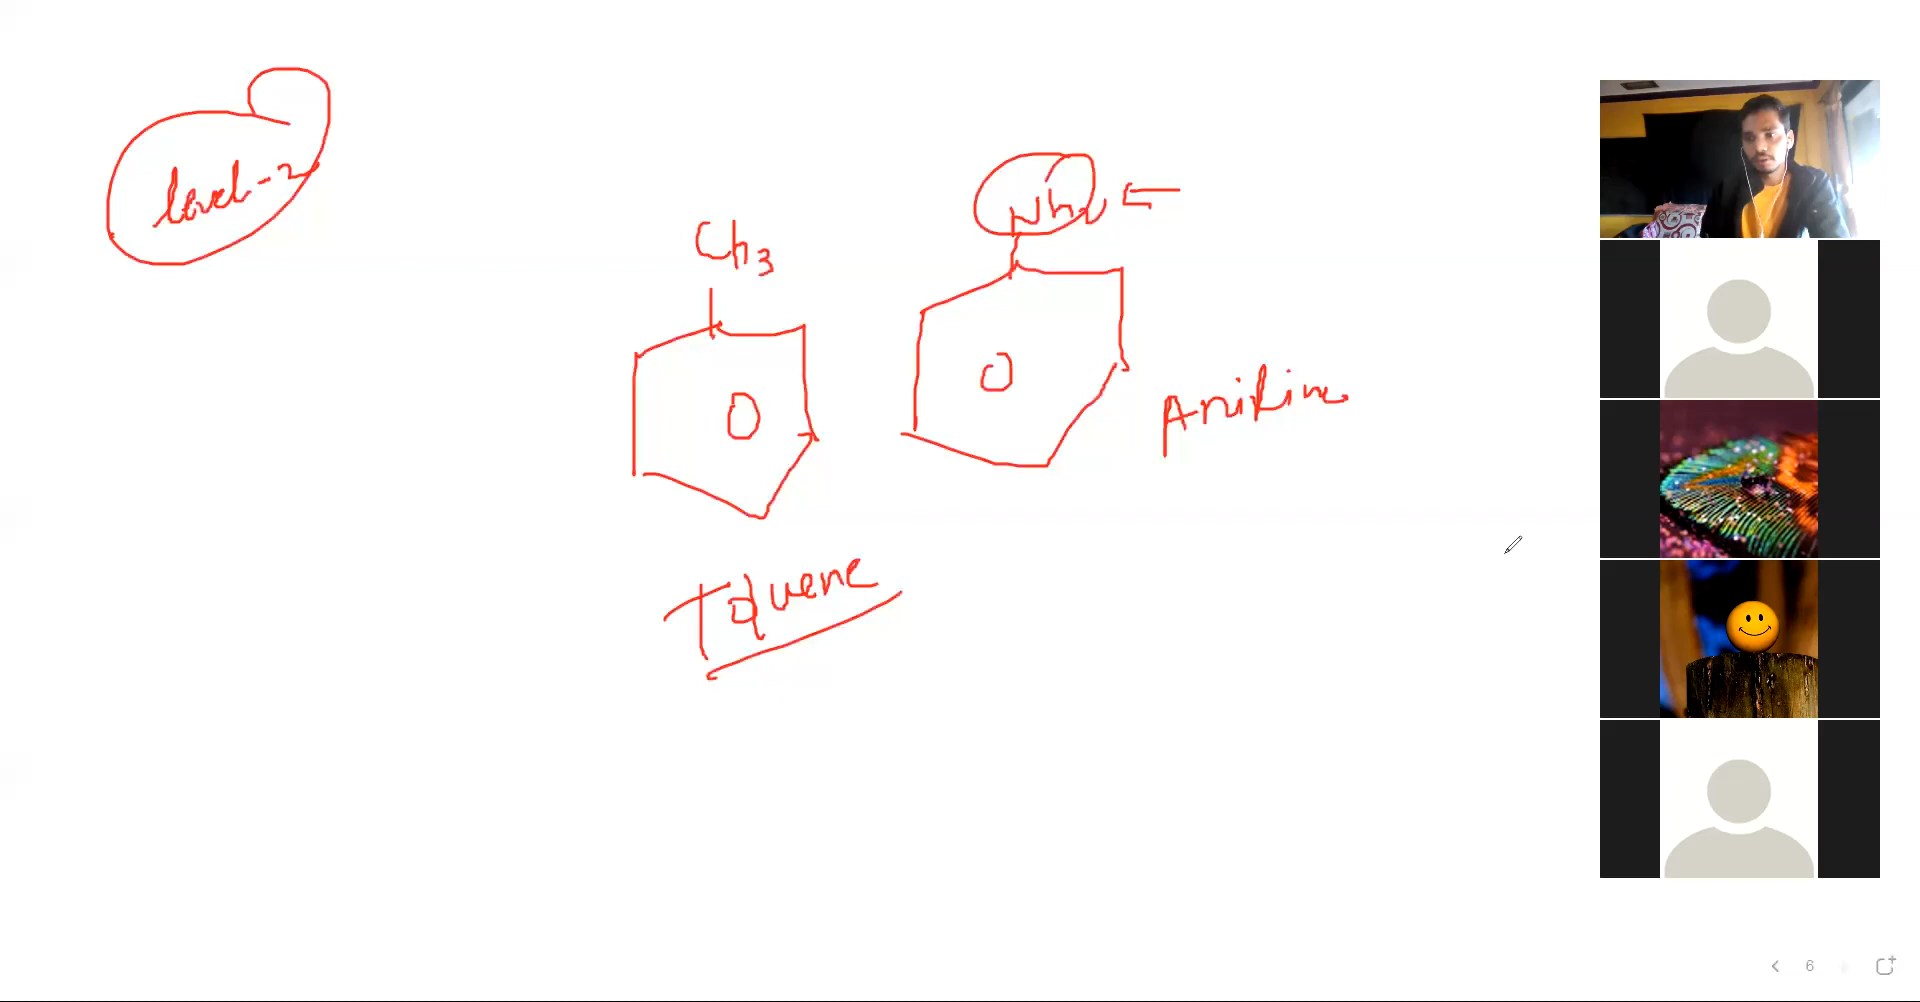 level-2
Nh2
Ch3
O
O
Aniline
Toluene
6